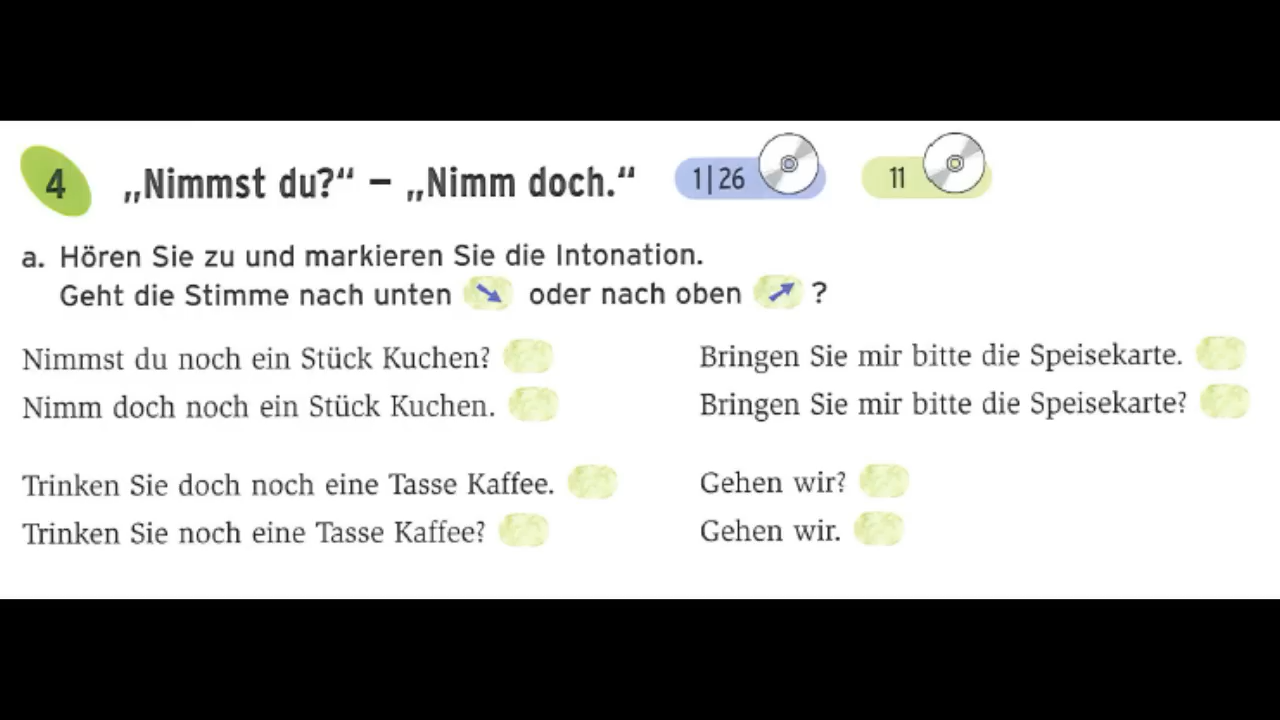 4 „Nimmst du?“ – „Nimm doch.“ 1|26 11
a. Hören Sie zu und markieren Sie die Intonation.
Geht die Stimme nach unten ↘ oder nach oben ↗ ?
Nimmst du noch ein Stück Kuchen?
Nimm doch noch ein Stück Kuchen.
Trinken Sie doch noch eine Tasse Kaffee.
Trinken Sie noch eine Tasse Kaffee?
Bringen Sie mir bitte die Speisekarte.
Bringen Sie mir bitte die Speisekarte?
Gehen wir?
Gehen wir.